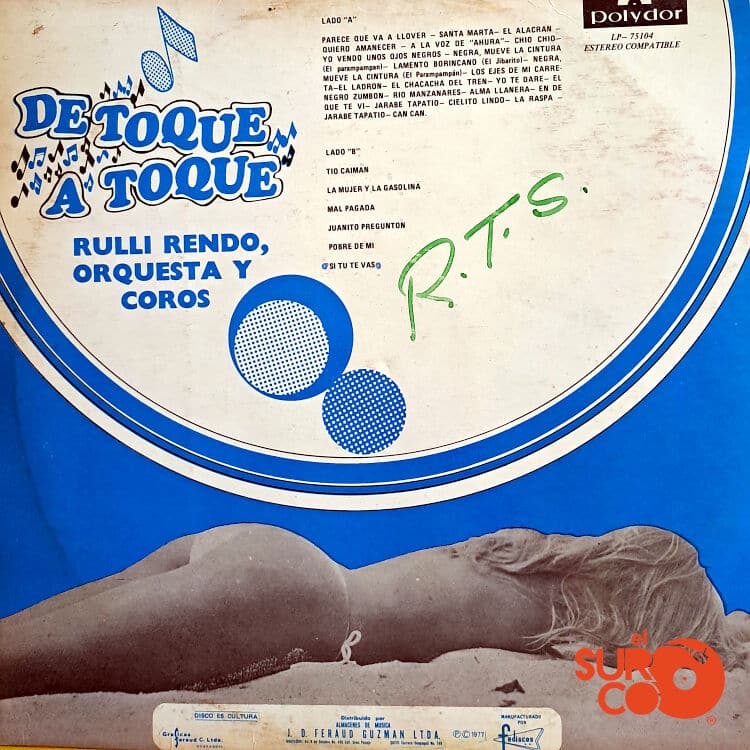 DE TOQUE
A TOQUE
RULLI RENDO,
ORQUESTA Y
COROS
LADO "A"
PARECE QUE VA A LLOVER – SANTA MARTA – EL ALACRAN –
QUIERO AMANECER – A LA VOZ DE "AHURA" – CHIO CHIO –
YO VENDO UNOS OJOS NEGROS – NEGRA, MUEVE LA CINTURA
(El parampampan) – LAMENTO BORINCANO (El Jibarito) – NEGRA,
MUEVE LA CINTURA (El Parampampán) – LOS EJES DE MI CARRE-
TA – EL LADRON – EL CHACACHA DEL TREN – YO TE DARE – EL
NEGRO ZUMBON – RIO MANZANARES – ALMA LLANERA – EN DE
QUE TE VI – JARABE TAPATIO – CIELITO LINDO – LA RASPA –
JARABE TAPATIO – CAN CAN.
LADO "B"
TIO CAIMAN
LA MUJER Y LA GASOLINA
MAL PAGADA
JUANITO PREGUNTON
POBRE DE MI
SI TU TE VAS
Polydor
LP – 75104
ESTEREO COMPATIBLE
R.T.S.
el
SURCO
®
DISCO ES CULTURA
Graficas
Feraud C. Ltda.
Distribuido por
ALMACENES DE MUSICA
J. D. FERAUD GUZMAN LTDA.
Ⓟ © 1977
MANUFACTURADO
POR
fediscos